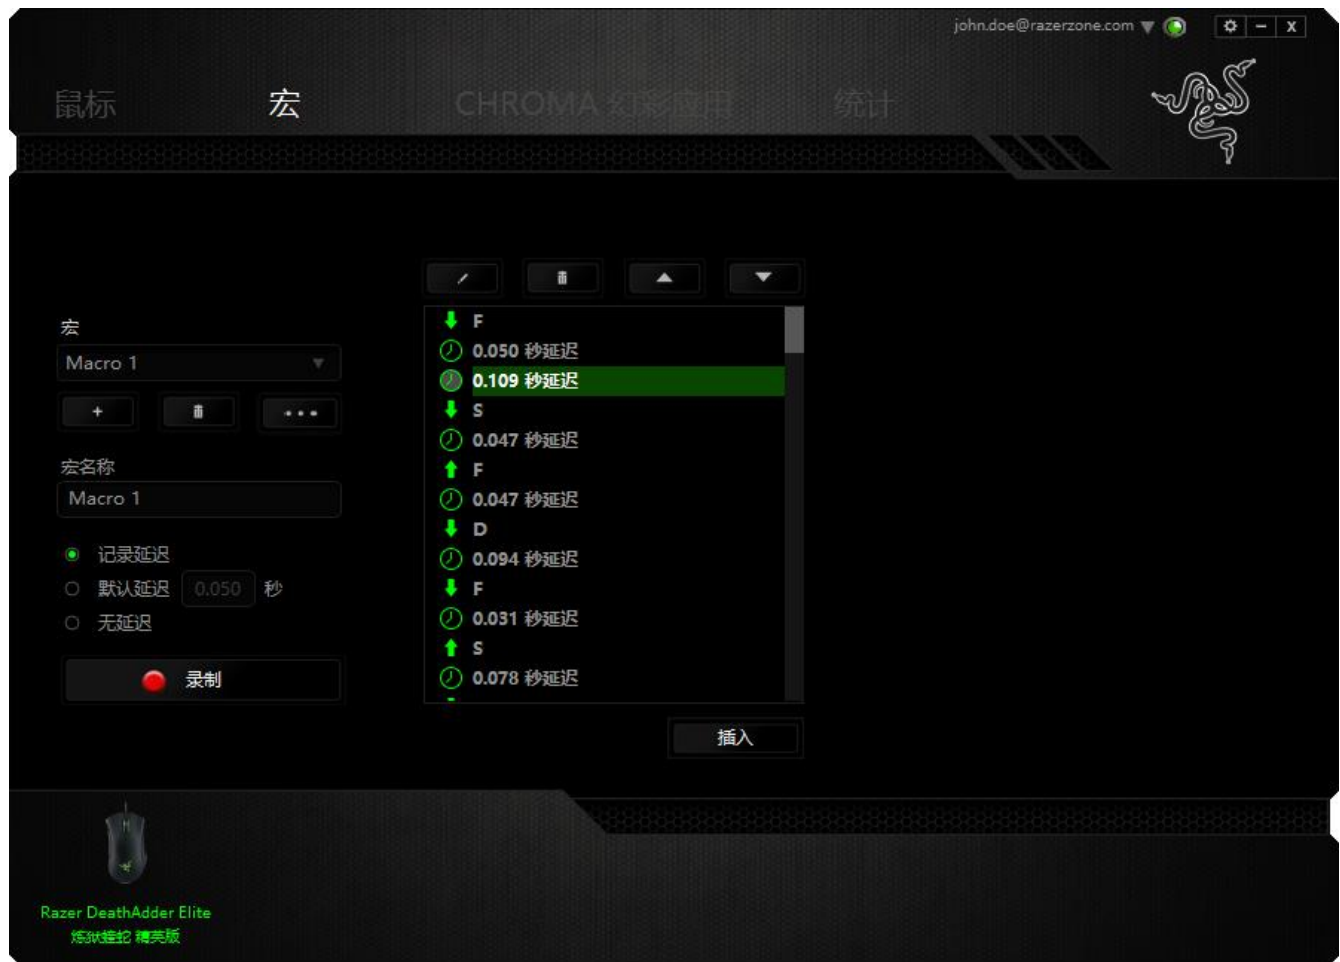 john.doe@razerzone.com
鼠标 宏 CHROMA 幻彩应用 统计
宏
Macro 1
宏名称
Macro 1
记录延迟
默认延迟 0.050 秒
无延迟
录制
F
0.050 秒延迟
0.109 秒延迟
S
0.047 秒延迟
F
0.047 秒延迟
D
0.094 秒延迟
F
0.031 秒延迟
S
0.078 秒延迟
插入
Razer DeathAdder Elite
炼狱蝰蛇 精英版